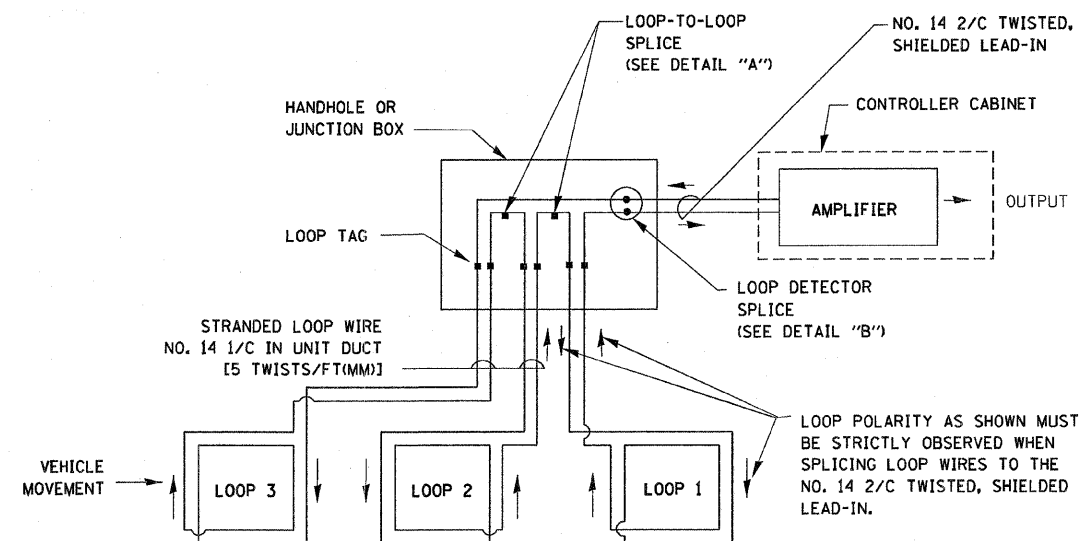 LOOP-TO-LOOP
SPLICE
(SEE DETAIL "A")
NO. 14 2/C TWISTED,
SHIELDED LEAD-IN
HANDHOLE OR
JUNCTION BOX
CONTROLLER CABINET
AMPLIFIER
OUTPUT
LOOP TAG
LOOP DETECTOR
SPLICE
(SEE DETAIL "B")
STRANDED LOOP WIRE
NO. 14 1/C IN UNIT DUCT
[5 TWISTS/FT(MM)]
LOOP POLARITY AS SHOWN MUST
BE STRICTLY OBSERVED WHEN
SPLICING LOOP WIRES TO THE
NO. 14 2/C TWISTED, SHIELDED
LEAD-IN.
VEHICLE
MOVEMENT
LOOP 3
LOOP 2
LOOP 1